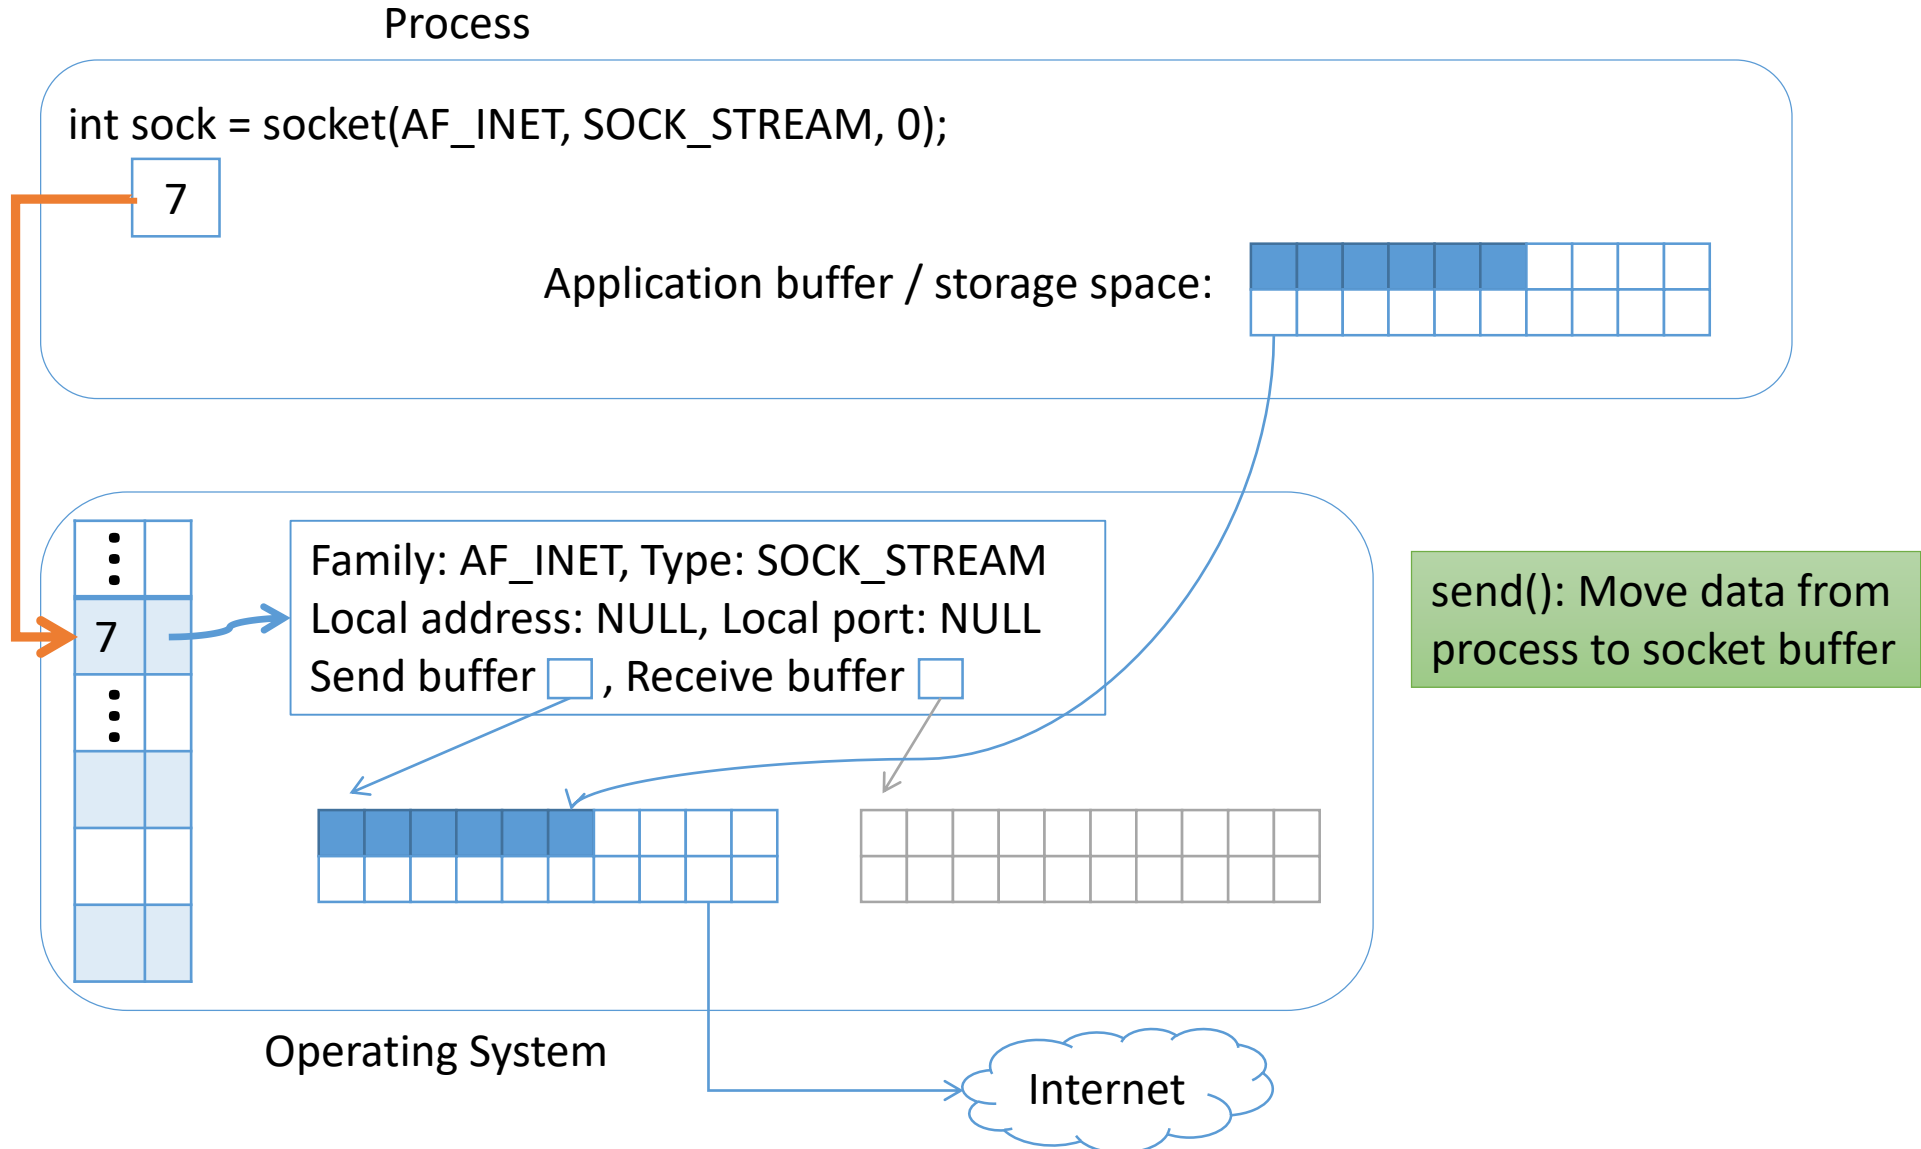 Process
int sock = socket(AF_INET, SOCK_STREAM, 0);
7
Application buffer / storage space:
Family: AF_INET, Type: SOCK_STREAM
Local address: NULL, Local port: NULL
Send buffer , Receive buffer
7
send(): Move data from
process to socket buffer
Operating System
Internet